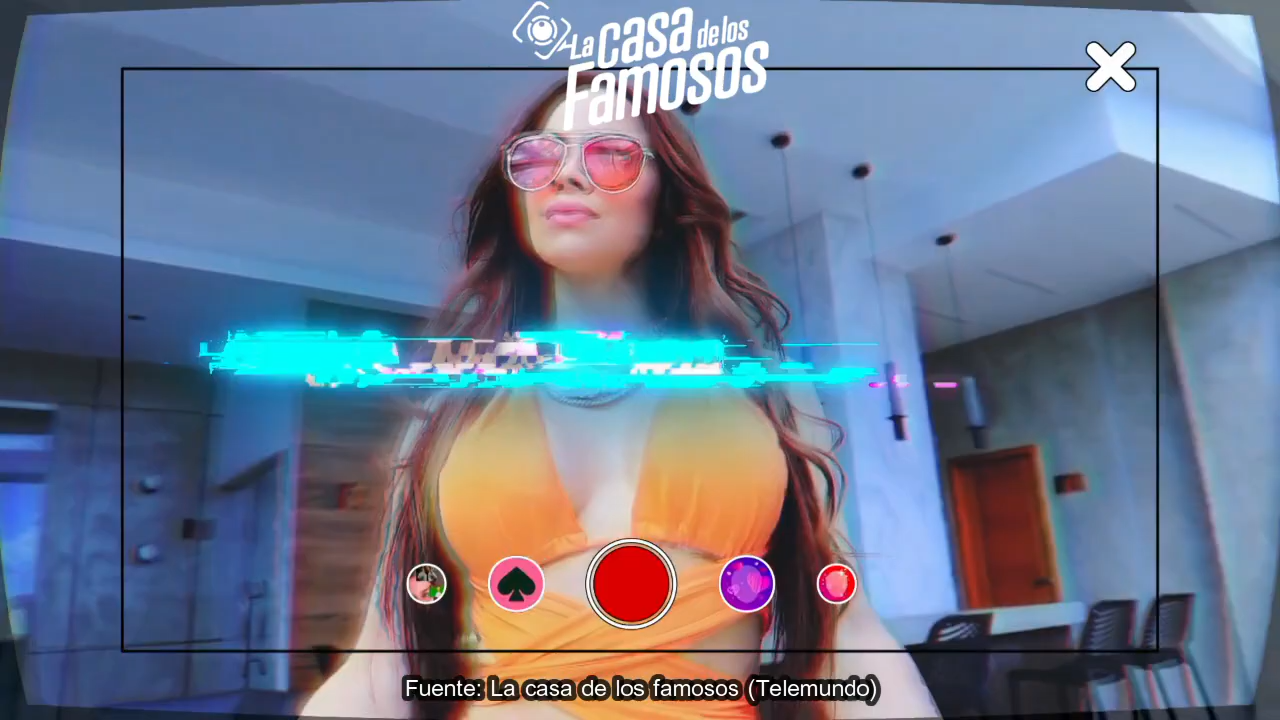 La casa de los
Famosos
Fuente: La casa de los famosos (Telemundo)